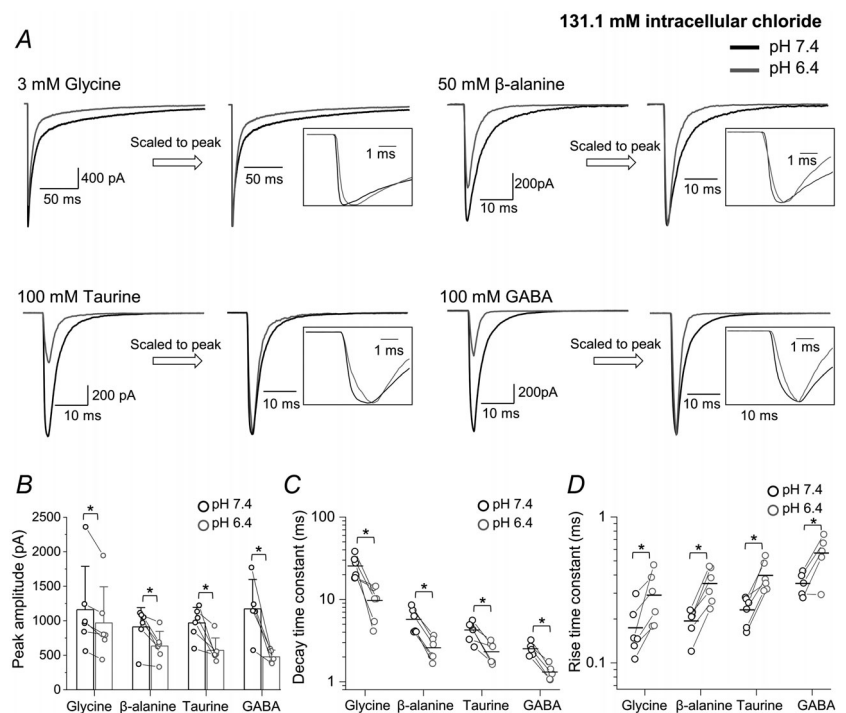 131.1 mM intracellular chloride
A
pH 7.4
pH 6.4
3 mM Glycine
Scaled to peak
400 pA
50 ms
50 ms
1 ms
50 mM β-alanine
Scaled to peak
200pA
10 ms
10 ms
1 ms
100 mM Taurine
Scaled to peak
200 pA
10 ms
10 ms
1 ms
100 mM GABA
Scaled to peak
200pA
10 ms
10 ms
1 ms
10 ms
B
pH 7.4
pH 6.4
Peak amplitude (pA)
2500
2000
1500
1000
500
0
* * * *
Glycine β-alanine Taurine GABA
C
pH 7.4
pH 6.4
Decay time constant (ms)
100
10
1
* * * *
Glycine β-alanine Taurine GABA
D
pH 7.4
pH 6.4
Rise time constant (ms)
1
0.1
* * * *
Glycine β-alanine Taurine GABA